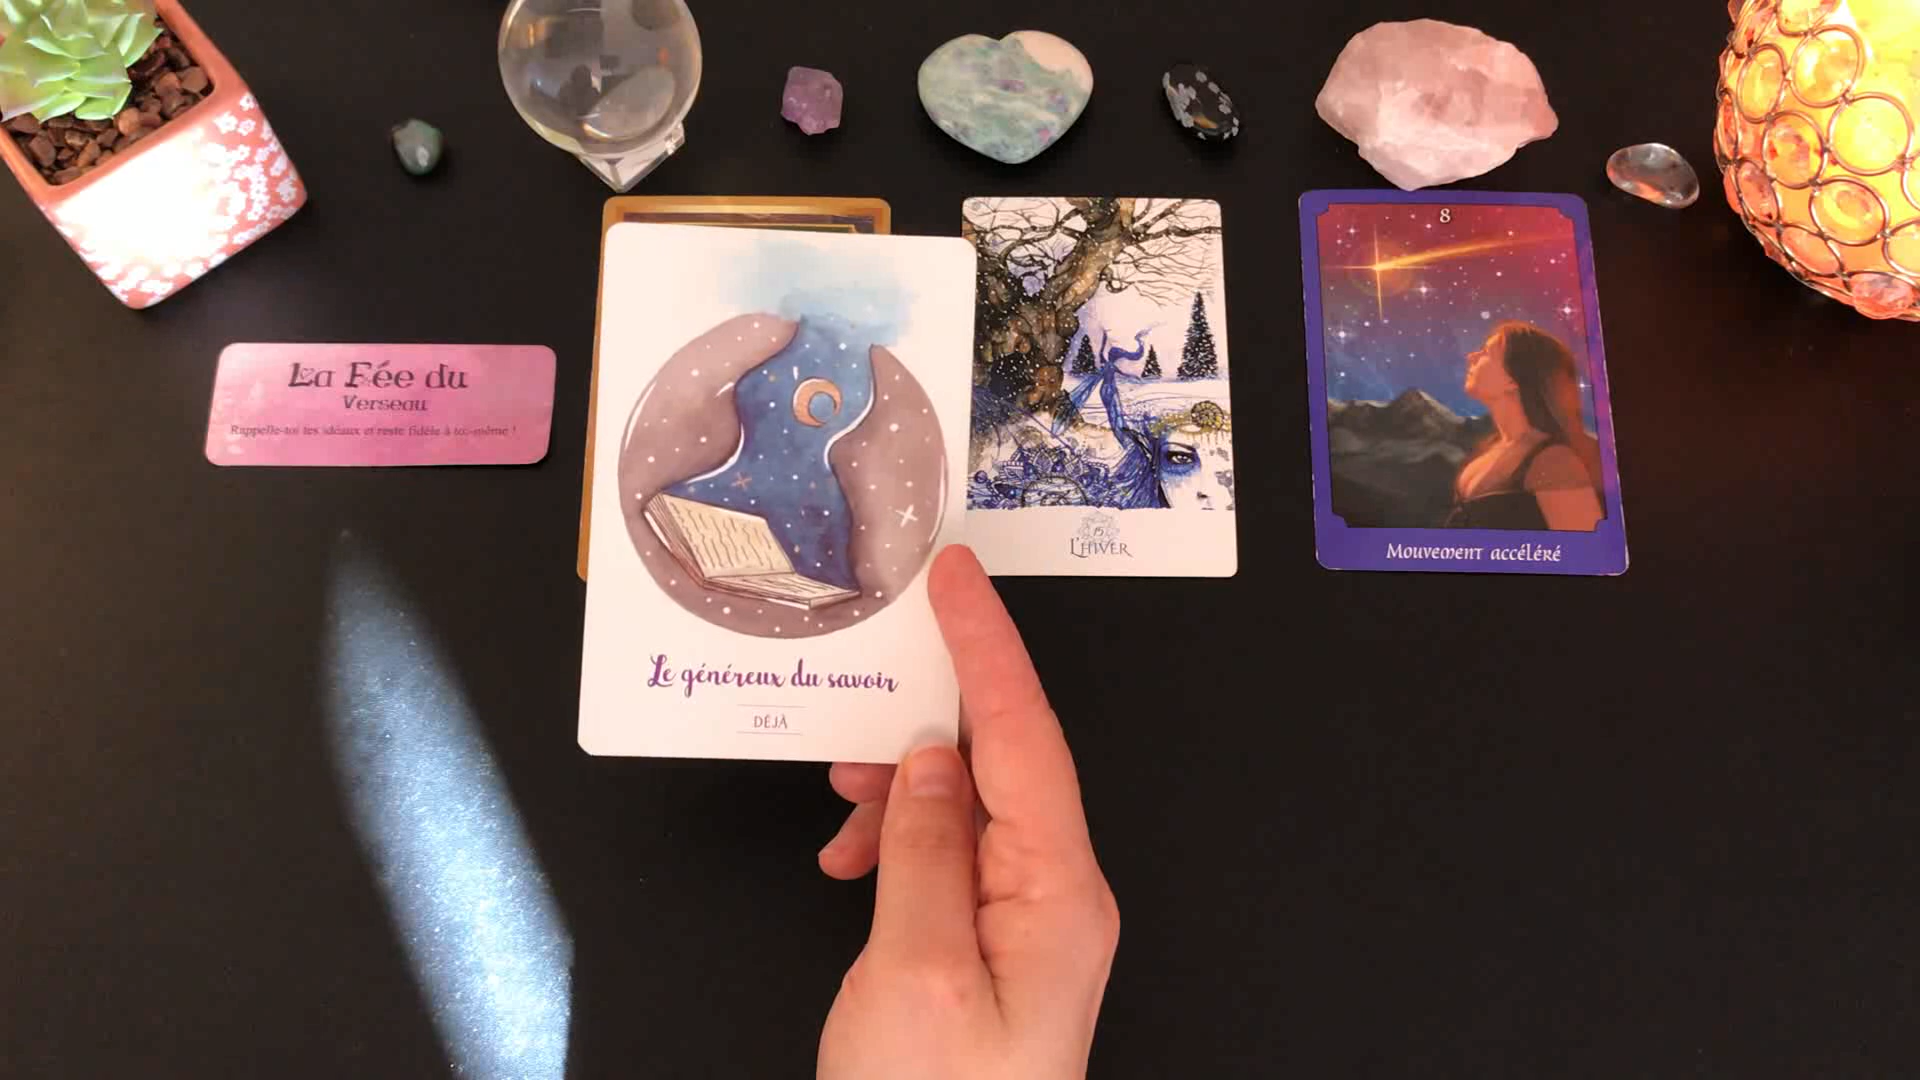 La Fée du
Verseau
Rappelle-toi tes idéaux et reste fidèle à toi-même !
Le généreux du savoir
DÉJÀ
15
L'HIVER
8
Mouvement accéléré